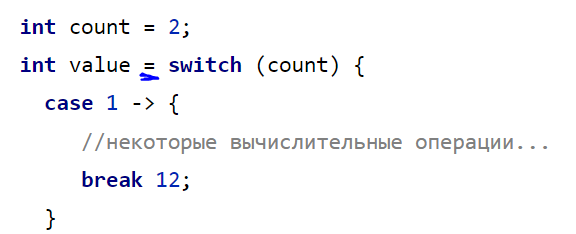 int count = 2;
int value = switch (count) {
case 1 -> {
//некоторые вычислительные операции...
break 12;
}